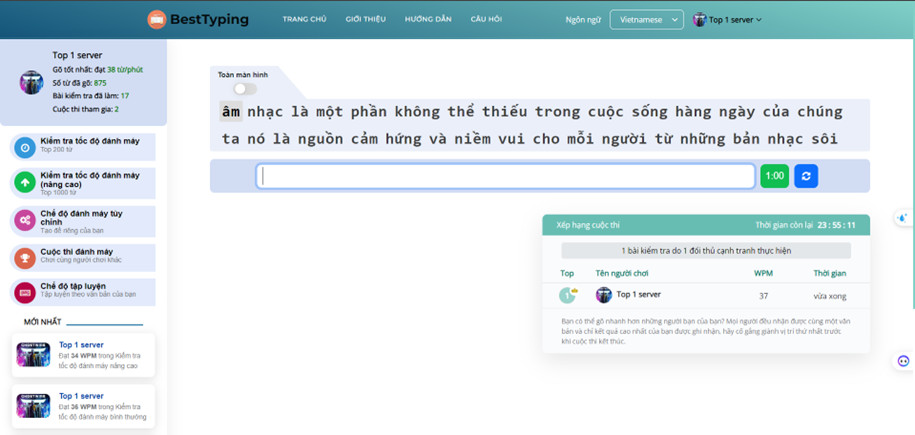 BestTyping TRANG CHỦ GIỚI THIỆU HƯỚNG DẪN CÂU HỎI Ngôn ngữ Vietnamese Top 1 server
Top 1 server
Gõ tốt nhất: đạt 38 từ/phút
Số từ đã gõ: 875
Bài kiểm tra đã làm: 17
Cuộc thi tham gia: 2
Kiểm tra tốc độ đánh máy
Top 200 từ
Kiểm tra tốc độ đánh máy
(nâng cao)
Top 1000 từ
Chế độ đánh máy tùy
chỉnh
Tạo đề riêng của bạn
Cuộc thi đánh máy
Chơi cùng người chơi khác
Chế độ tập luyện
Tập luyện theo văn bản của bạn
MỚI NHẤT
Top 1 server
Đạt 34 WPM trong Kiểm tra
tốc độ đánh máy nâng cao
Top 1 server
Đạt 36 WPM trong Kiểm tra
tốc độ đánh máy bình thường
Toàn màn hình
âm nhạc là một phần không thể thiếu trong cuộc sống hàng ngày của chúng
ta nó là nguồn cảm hứng và niềm vui cho mỗi người từ những bản nhạc sôi
1:00
Xếp hạng cuộc thi Thời gian còn lại 23 : 55 : 11
1 bài kiểm tra do 1 đối thủ cạnh tranh thực hiện
Top Tên người chơi WPM Thời gian
1 Top 1 server 37 vừa xong
Bạn có thể gõ nhanh hơn những người bạn của bạn? Mọi người đều nhận được cùng một văn
bản và chỉ kết quả cao nhất của bạn được ghi nhận, hãy cố gắng giành vị trí thứ nhất trước
khi cuộc thi kết thúc.